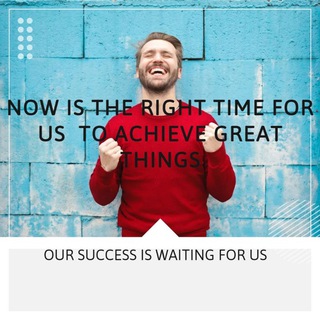 NOW IS THE RIGHT TIME FOR
US TO ACHIEVE GREAT
THINGS.
OUR SUCCESS IS WAITING FOR US